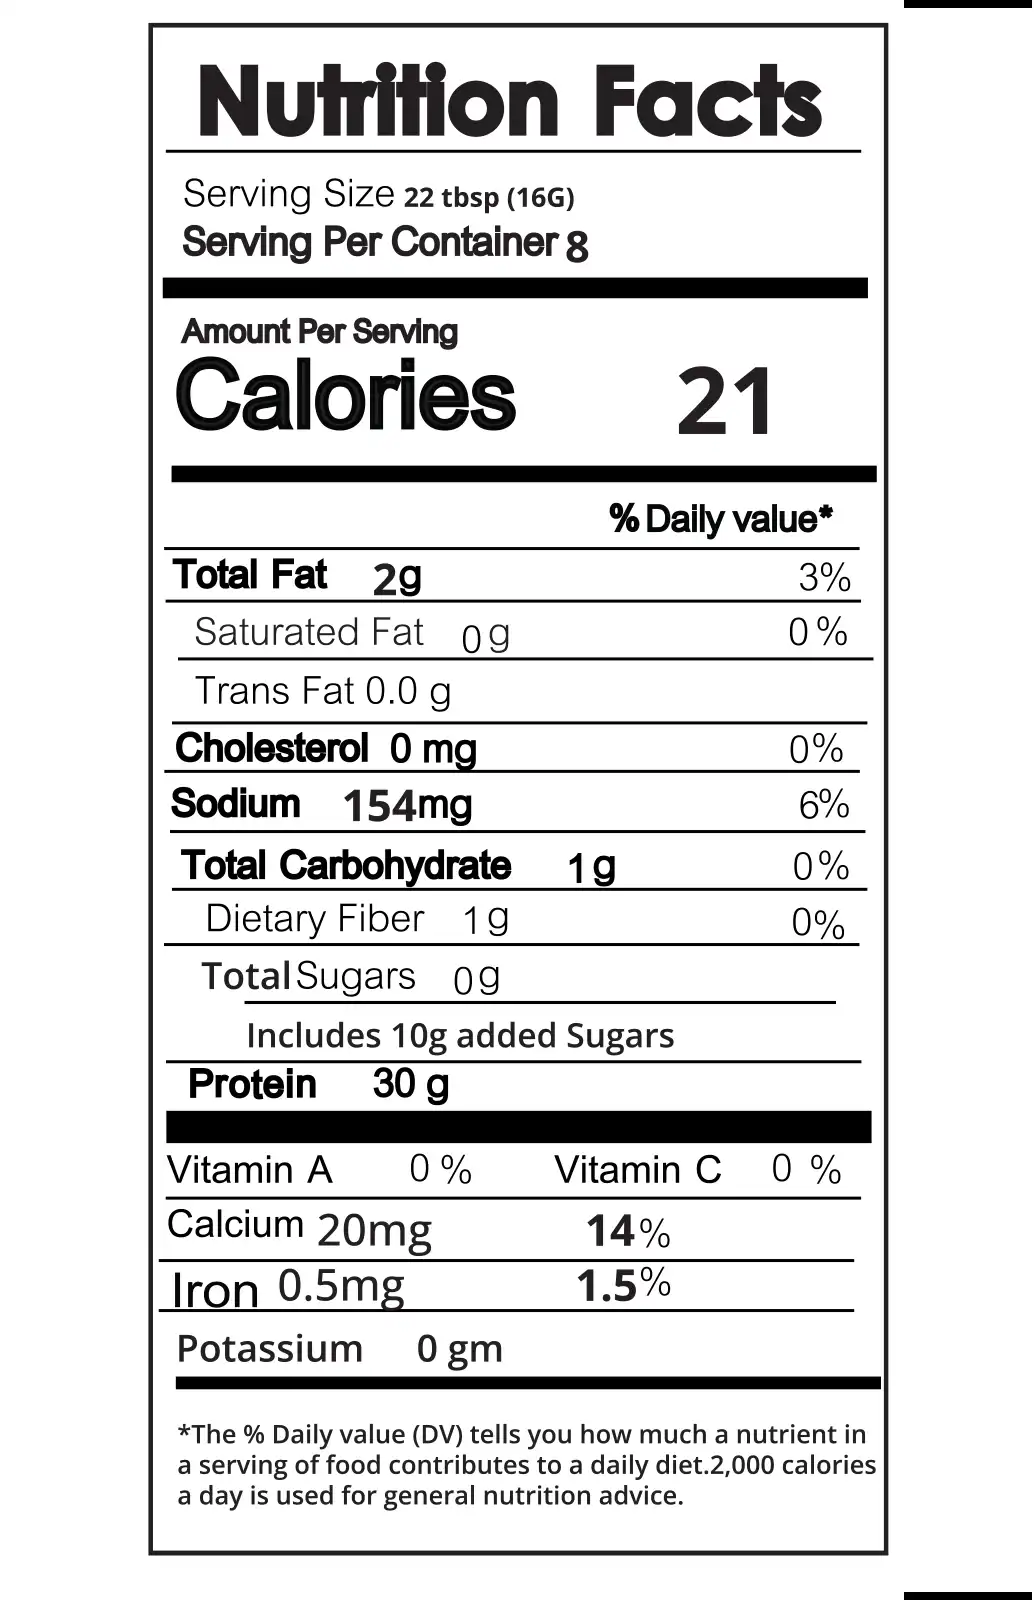 Nutrition Facts
Serving Size 22 tbsp (16G)
Serving Per Container 8
Amount Per Serving
Calories 21
% Daily value*
Total Fat 2g 3%
Saturated Fat 0 g 0 %
Trans Fat 0.0 g
Cholesterol 0 mg 0%
Sodium 154mg 6%
Total Carbohydrate 1 g 0%
Dietary Fiber 1 g 0%
Total Sugars 0 g
Includes 10g added Sugars
Protein 30 g
Vitamin A 0 % Vitamin C 0 %
Calcium 20mg 14%
Iron 0.5mg 1.5%
Potassium 0 gm
*The % Daily value (DV) tells you how much a nutrient in
a serving of food contributes to a daily diet.2,000 calories
a day is used for general nutrition advice.